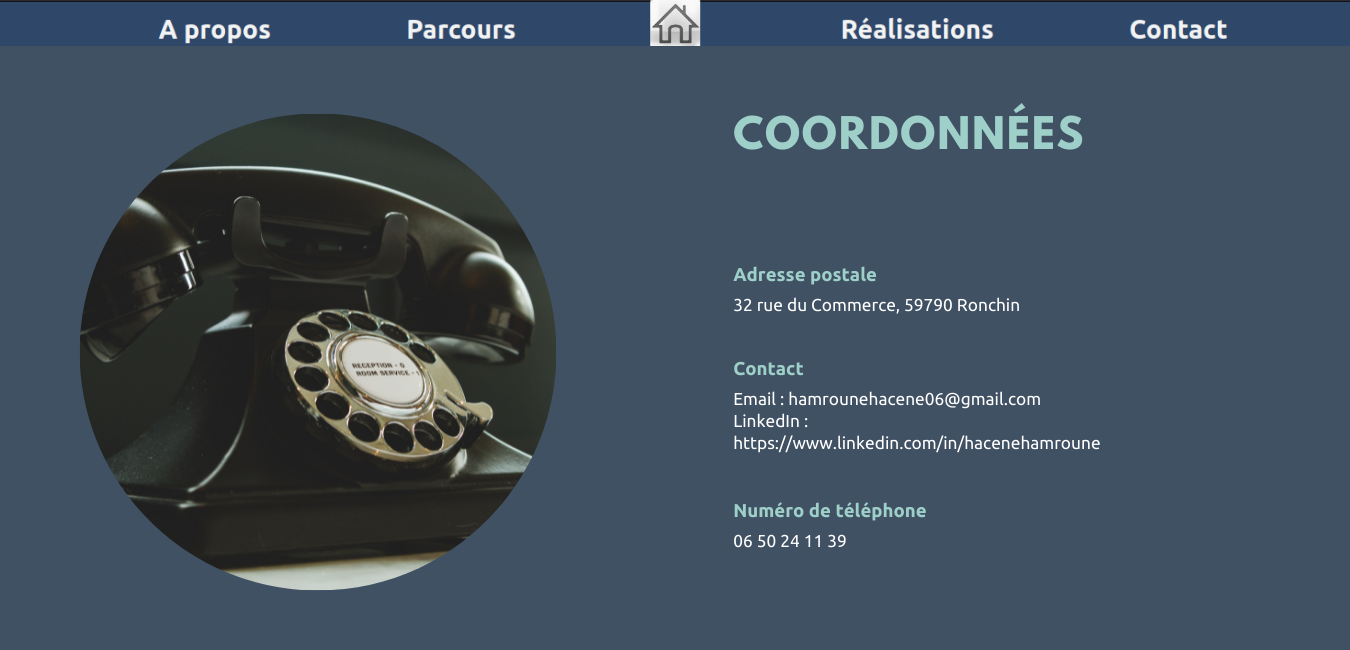 A propos
Parcours
Réalisations
Contact
COORDONNÉES
RECEPTION - 0
ROOM SERVICE - 1
Adresse postale
32 rue du Commerce, 59790 Ronchin
Contact
Email : hamrounehacene06@gmail.com
LinkedIn :
https://www.linkedin.com/in/hacenehamroune
Numéro de téléphone
06 50 24 11 39